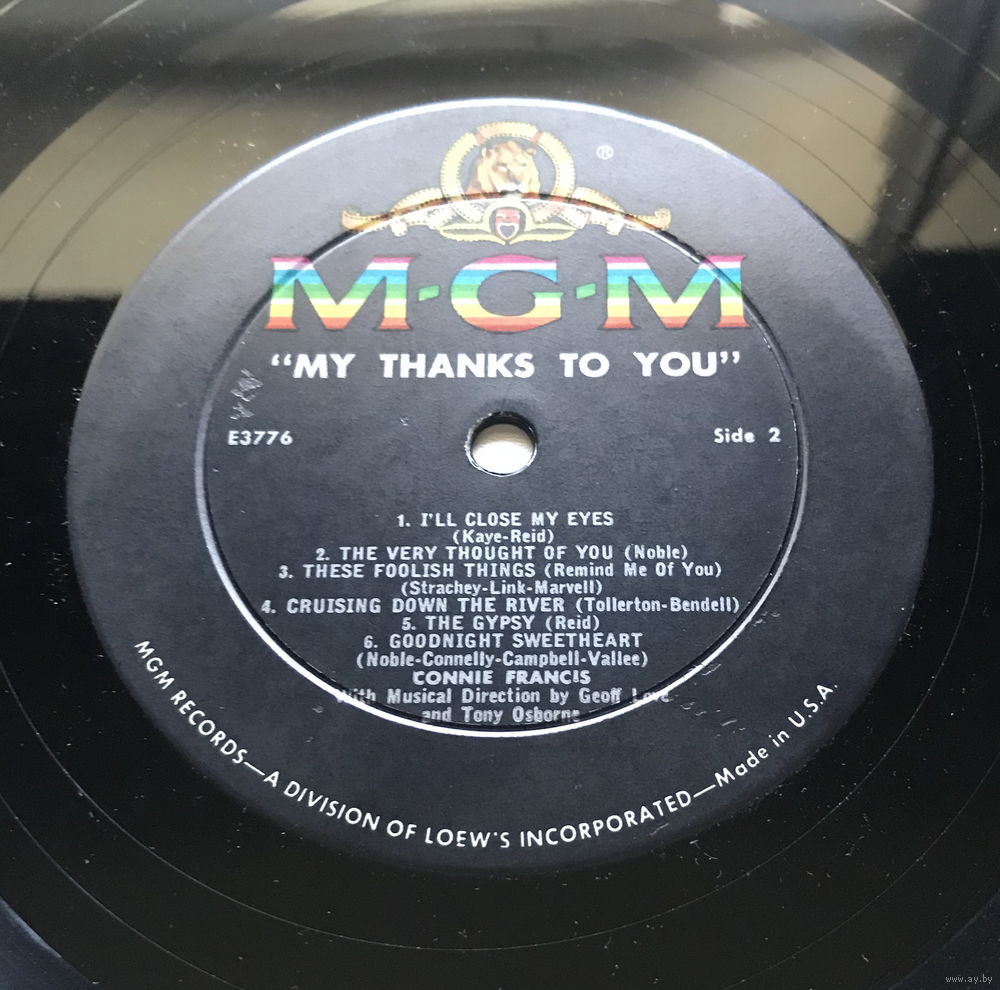 ®
M·G·M
“MY THANKS TO YOU”
E3776 Side 2
1. I'LL CLOSE MY EYES
(Kaye-Reid)
2. THE VERY THOUGHT OF YOU (Noble)
3. THESE FOOLISH THINGS (Remind Me Of You)
(Strachey-Link-Marvell)
4. CRUISING DOWN THE RIVER (Tollerton-Bendell)
5. THE GYPSY (Reid)
6. GOODNIGHT SWEETHEART
(Noble-Connelly-Campbell-Vallee)
CONNIE FRANCIS
With Musical Direction by Geoff Love
and Tony Osborne
MGM RECORDS—A DIVISION OF LOEW'S INCORPORATED—Made in U.S.A.
www.ay.by